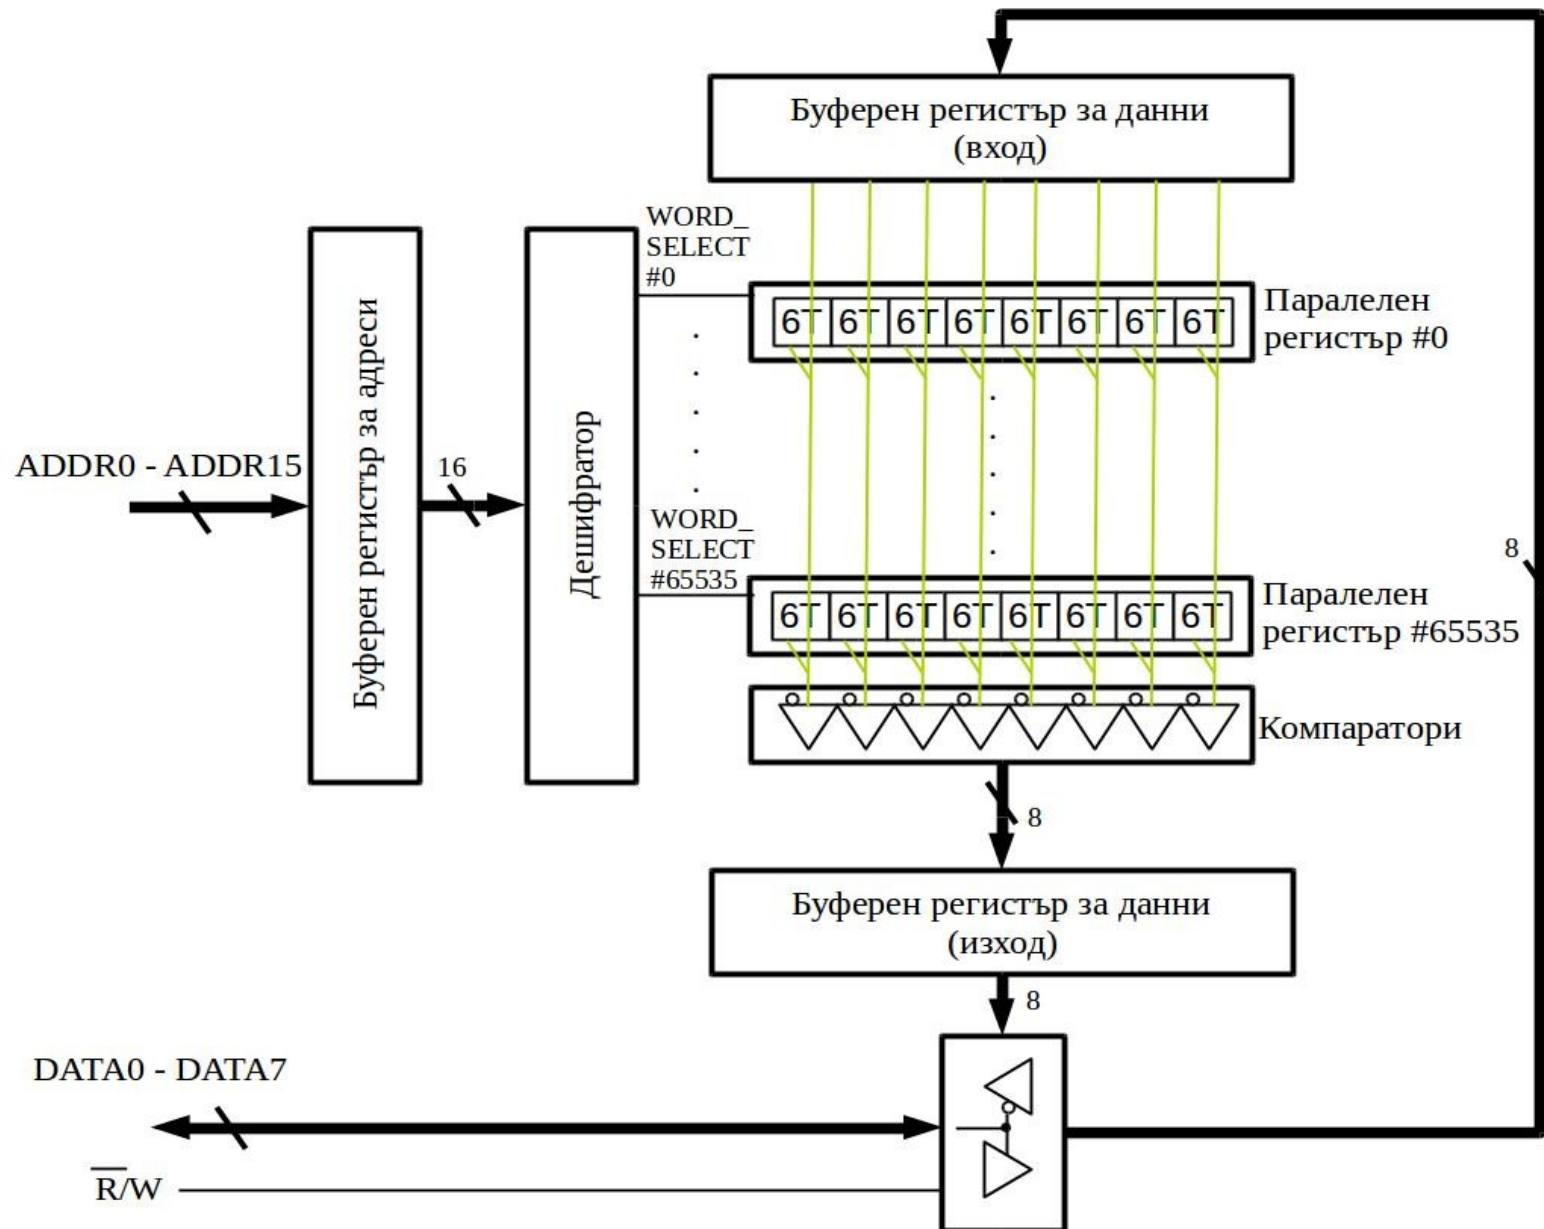 Буферен регистър за данни
(вход)
WORD_
SELECT
#0
6T 6T 6T 6T 6T 6T 6T 6T
Паралелен
регистър #0
Буферен регистър за адреси
Дешифратор
ADDR0 - ADDR15
16
WORD_
SELECT
#65535
8
6T 6T 6T 6T 6T 6T 6T 6T
Паралелен
регистър #65535
Компаратори
8
Буферен регистър за данни
(изход)
8
DATA0 - DATA7
R/W